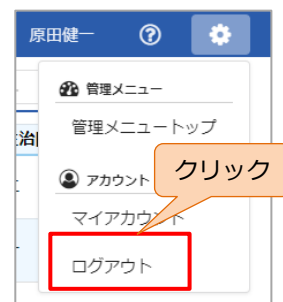 原田健一
管理メニュー
管理メニュートップ
治
アカウント
クリック
マイアカウント
ログアウト